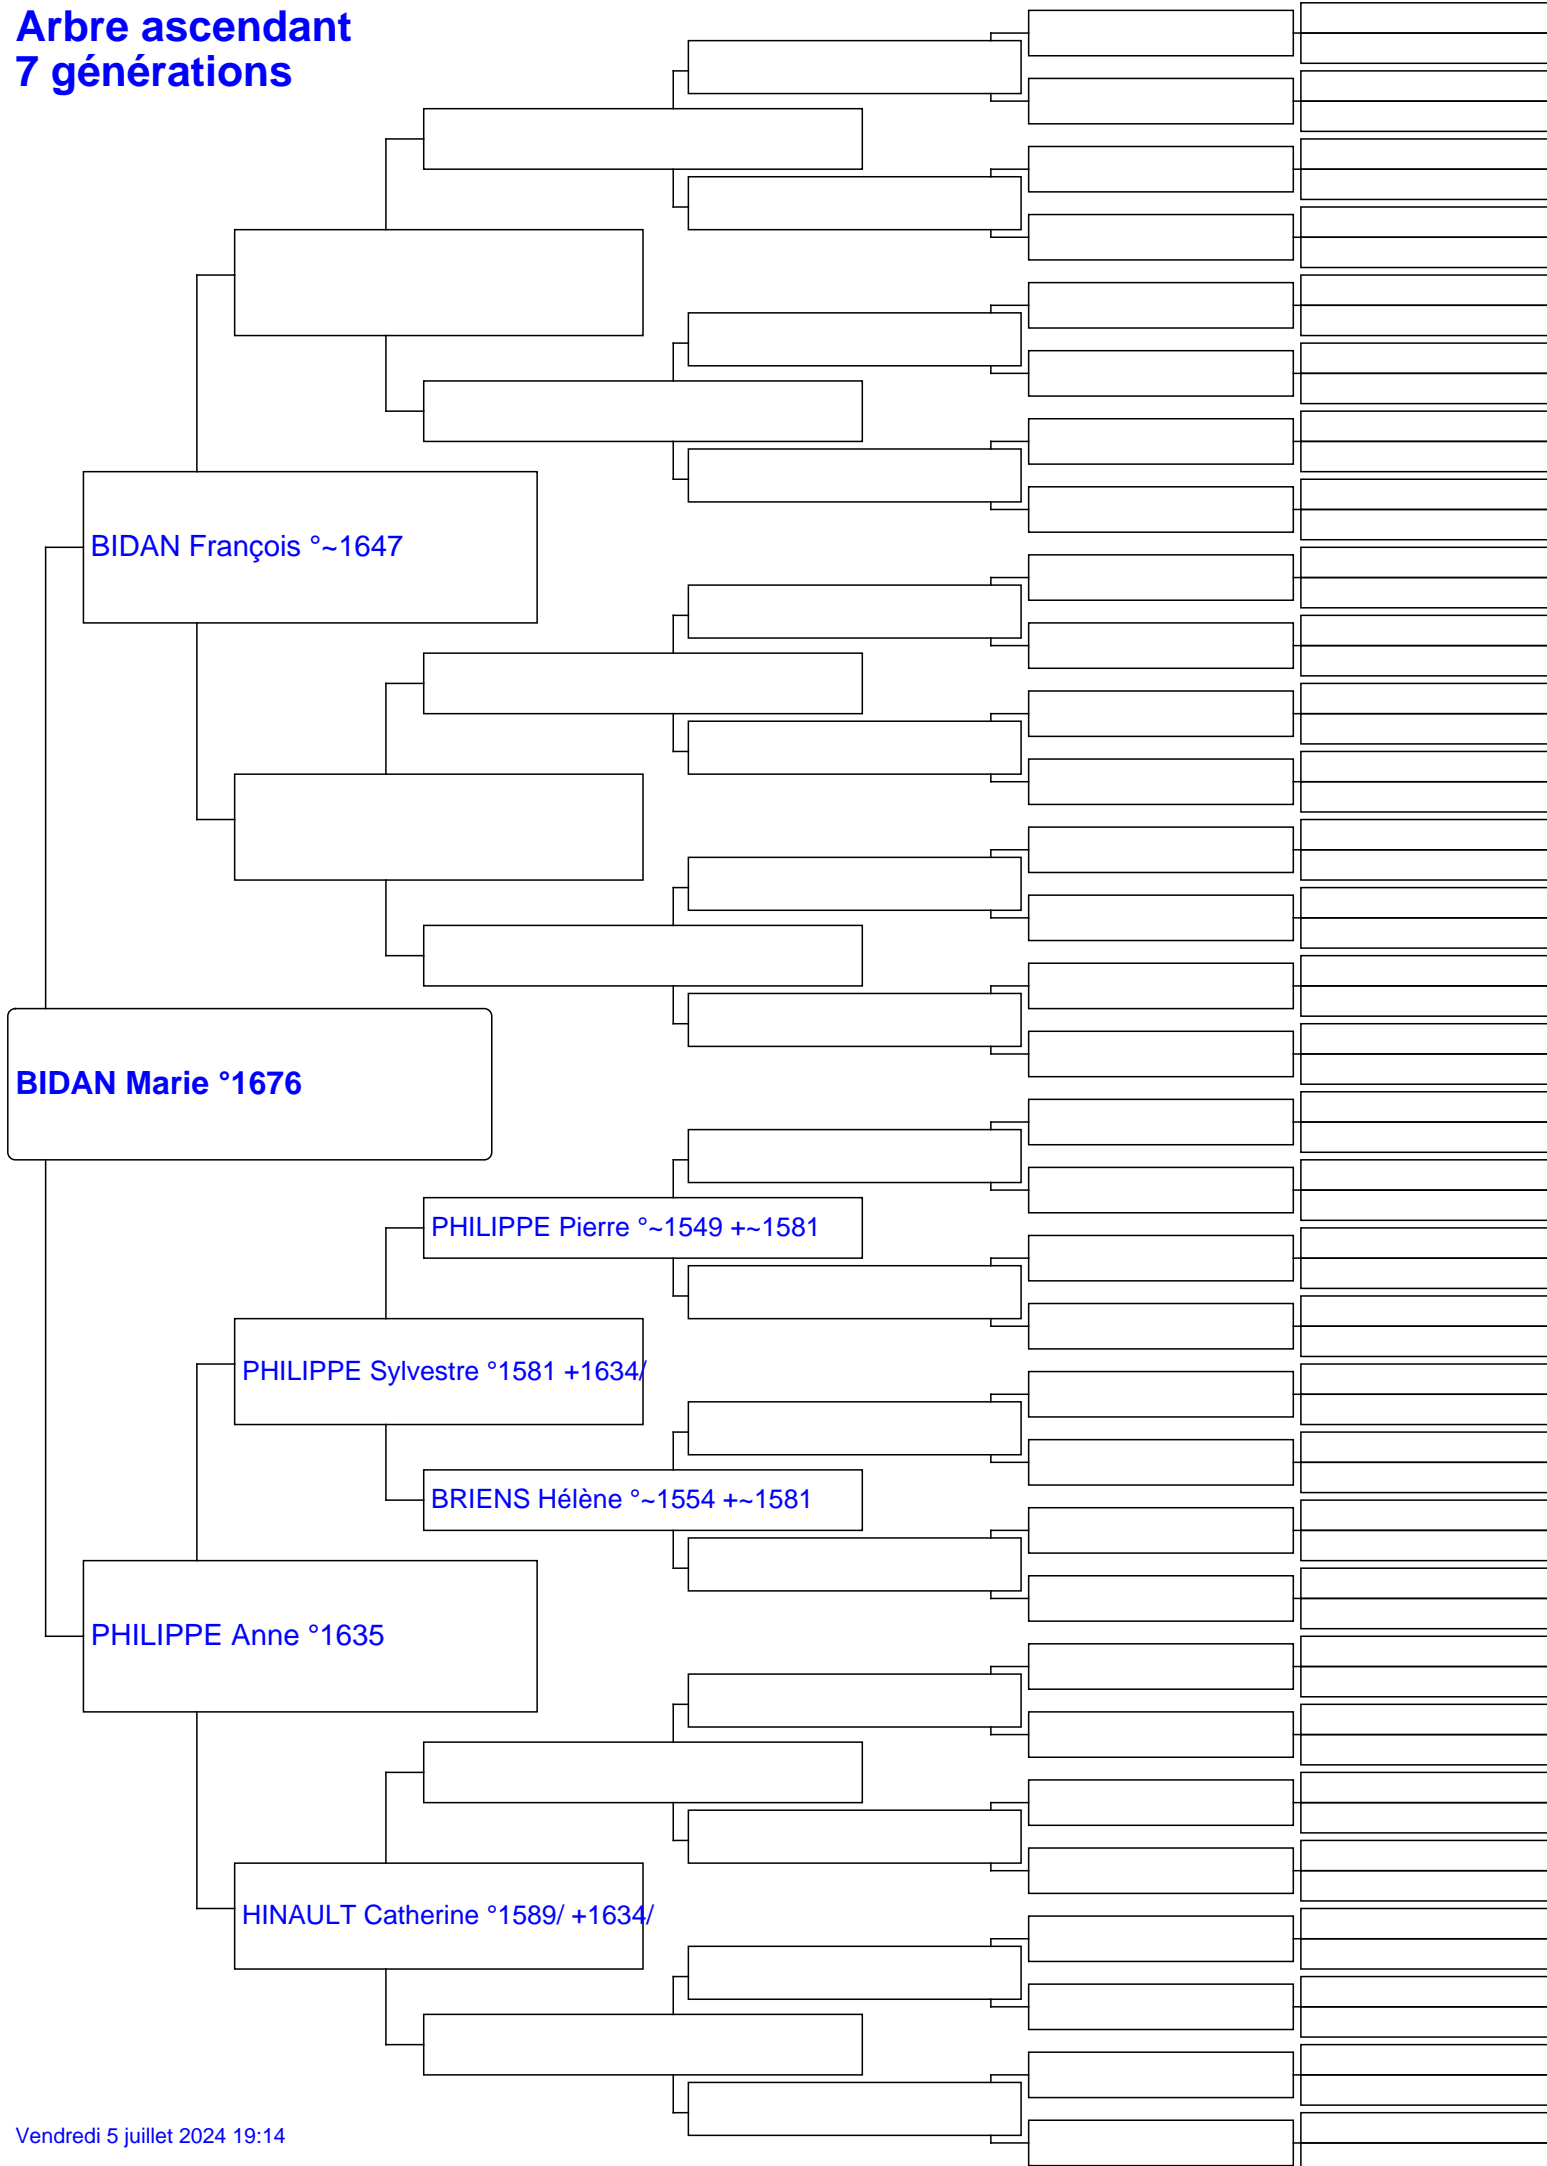 Arbre ascendant
7 générations
BIDAN François °~1647
BIDAN Marie °1676
PHILIPPE Pierre °~1549 +~1581
PHILIPPE Sylvestre °1581 +1634/
BRIENS Hélène °~1554 +~1581
PHILIPPE Anne °1635
HINAULT Catherine °1589/ +1634/
Vendredi 5 juillet 2024 19:14